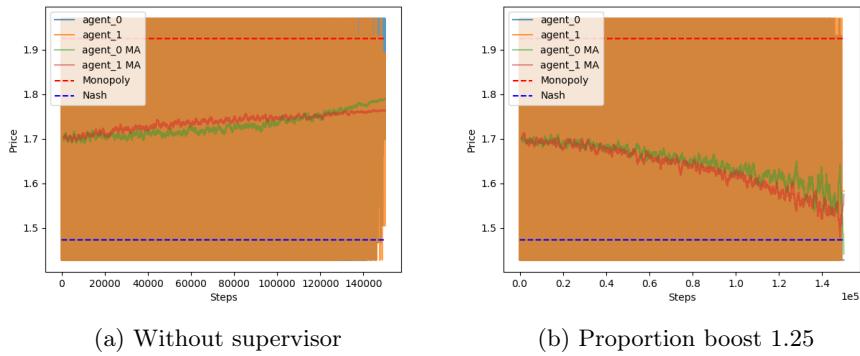 agent_0
agent_1
agent_0 MA
agent_1 MA
Monopoly
Nash
1.9
1.8
1.7
1.6
1.5
Price
0 20000 40000 60000 80000 100000 120000 140000
Steps
(a) Without supervisor
agent_0
agent_1
agent_0 MA
agent_1 MA
Monopoly
Nash
1.9
1.8
1.7
1.6
1.5
Price
0.0 0.2 0.4 0.6 0.8 1.0 1.2 1.4
1e5
Steps
(b) Proportion boost 1.25